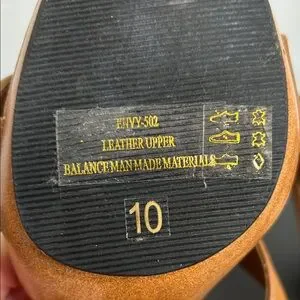 ENVY-502
LEATHER UPPER
BALANCE MAN MADE MATERIALS
10